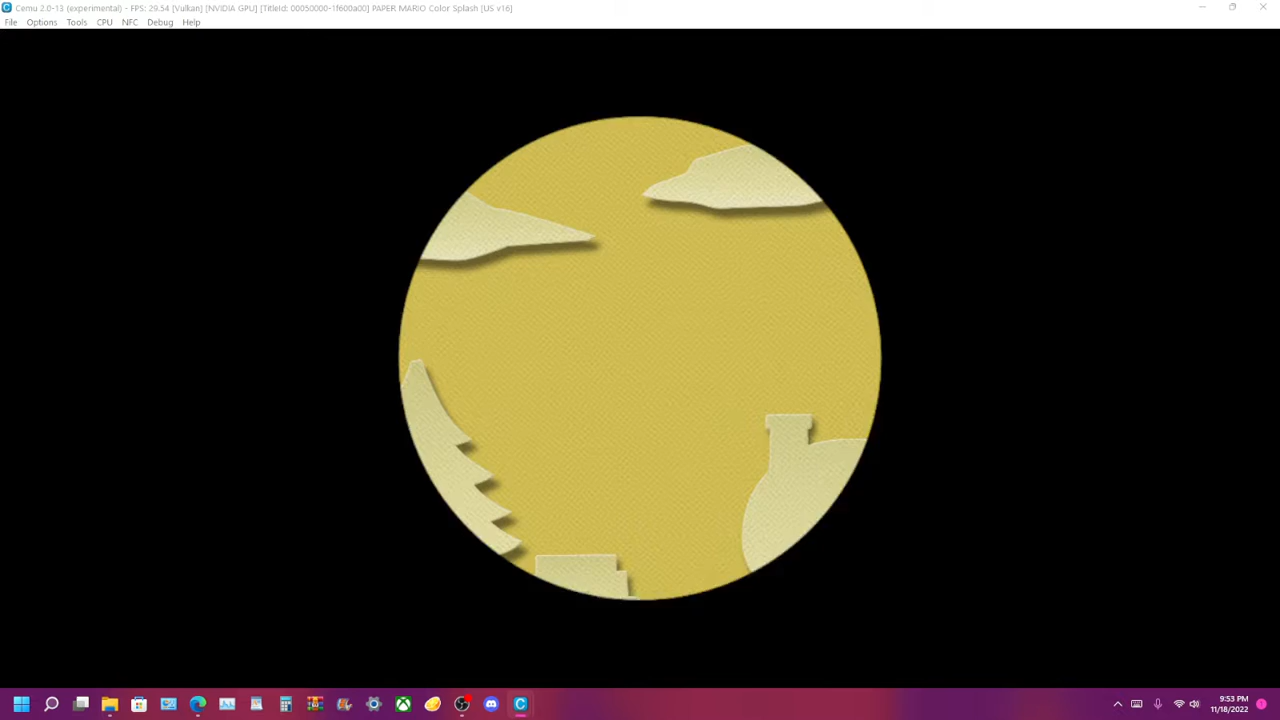 Cemu 2.0-13 (experimental) - FPS: 29.54 [Vulkan] [NVIDIA GPU] [TitleId: 00050000-1f600a00] PAPER MARIO Color Splash [US v16]
File Options Tools CPU NFC Debug Help
9:53 PM
11/18/2022